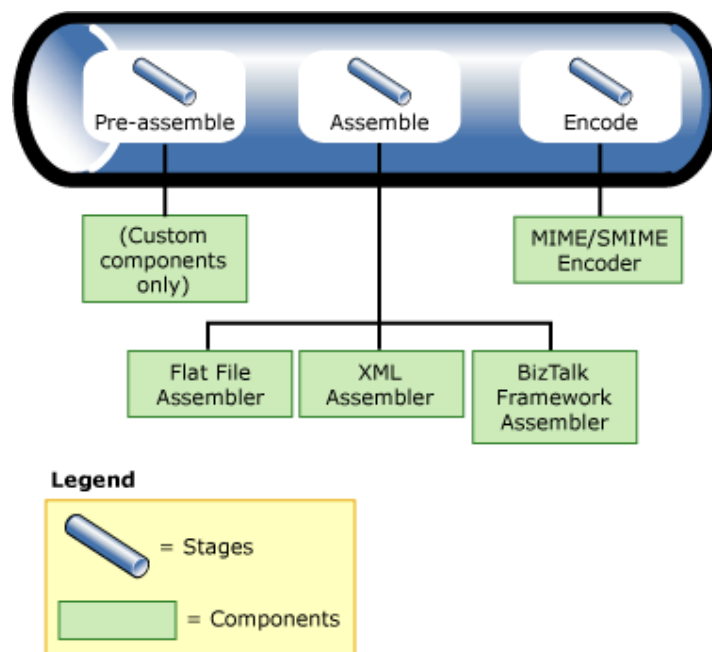 Pre-assemble
Assemble
Encode
(Custom
components
only)
MIME/SMIME
Encoder
Flat File
Assembler
XML
Assembler
BizTalk
Framework
Assembler
Legend
= Stages
= Components